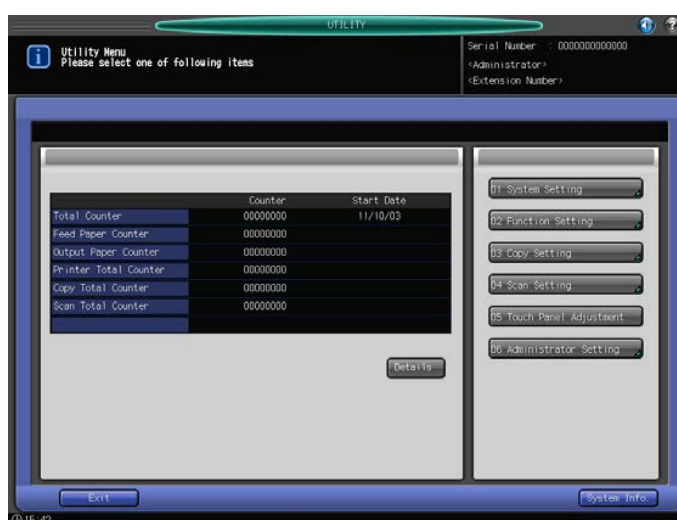 UTILITY
Utility Menu
Please select one of following items
Serial Number : 0000000000000
<Administrator>
<Extension Number>
Counter Start Date
Total Counter 00000000 11/10/03
Feed Paper Counter 00000000
Output Paper Counter 00000000
Printer Total Counter 00000000
Copy Total Counter 00000000
Scan Total Counter 00000000
Details
01 System Setting
02 Function Setting
03 Copy Setting
04 Scan Setting
05 Touch Panel Adjustment
06 Administrator Setting
Exit
System Info.
15:42